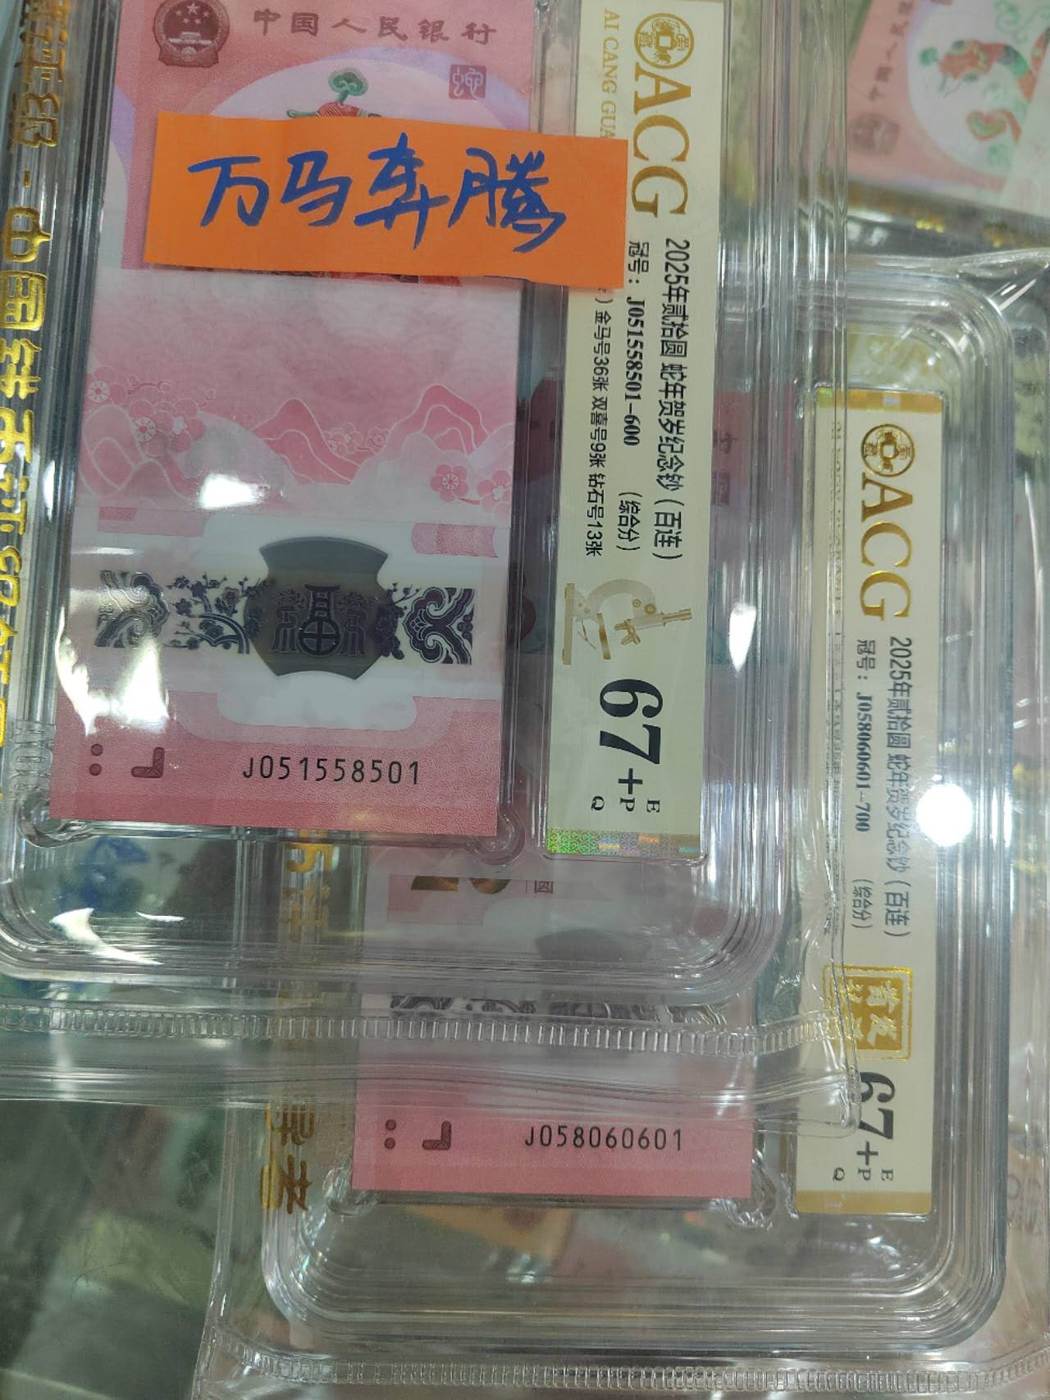 中国人民银行
万马奔腾
J051558501
ACG
2025年贰拾圆 蛇年贺岁纪念钞（百连）
冠号：J051558501-600 （综合分）
金马号36张 双喜号9张 钻石号13张
67+
E
P
Q
ACG
2025年贰拾圆 蛇年贺岁纪念钞（百连）
冠号：J058060601-700 （综合分）
67+
E
P
Q
J058060601